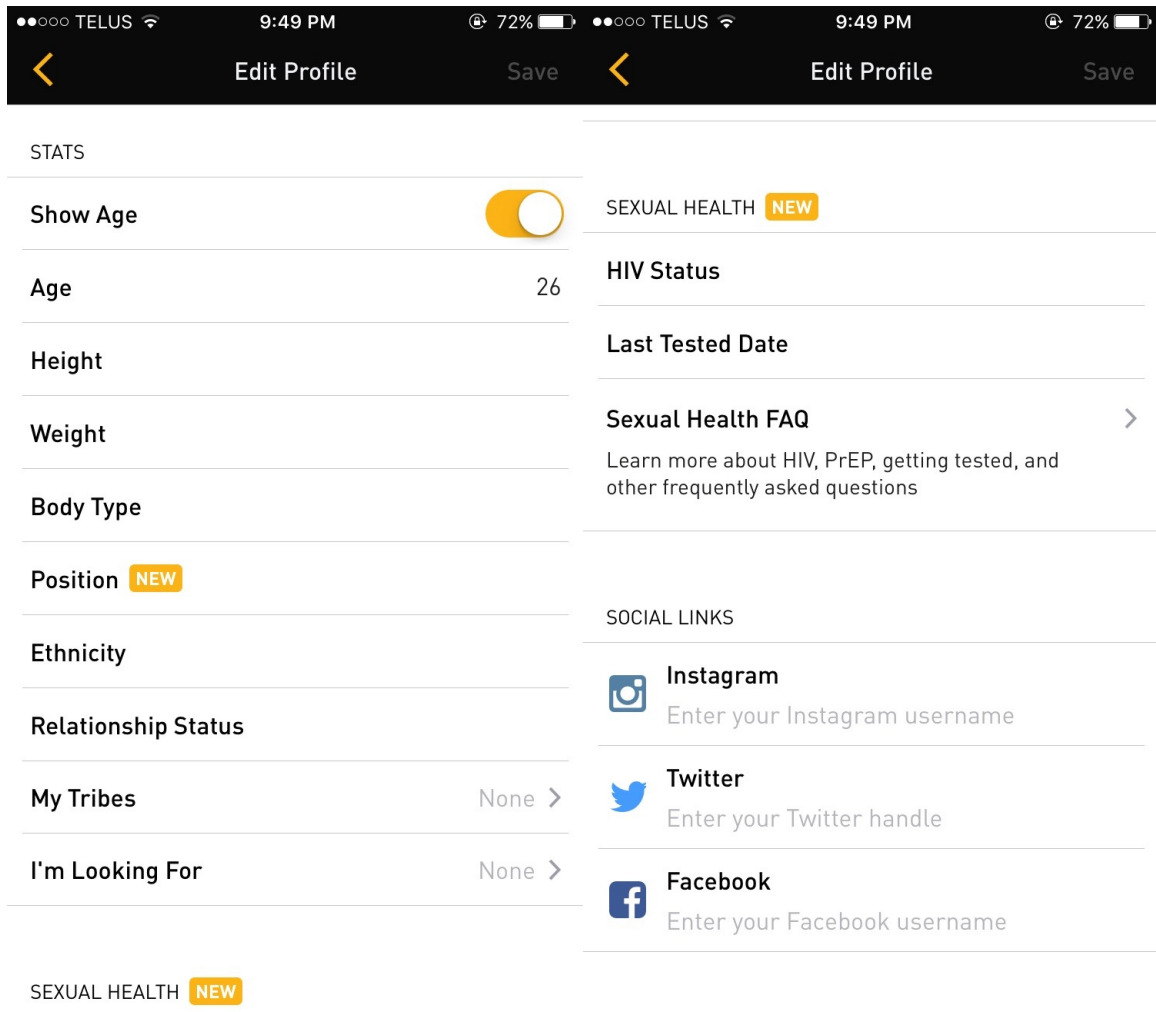 TELUS 9:49 PM 72%
Edit Profile Save
STATS
Show Age
Age 26
Height
Weight
Body Type
Position NEW
Ethnicity
Relationship Status
My Tribes None
I'm Looking For None
SEXUAL HEALTH NEW
TELUS 9:49 PM 72%
Edit Profile Save
SEXUAL HEALTH NEW
HIV Status
Last Tested Date
Sexual Health FAQ
Learn more about HIV, PrEP, getting tested, and
other frequently asked questions
SOCIAL LINKS
Instagram
Enter your Instagram username
Twitter
Enter your Twitter handle
Facebook
Enter your Facebook username